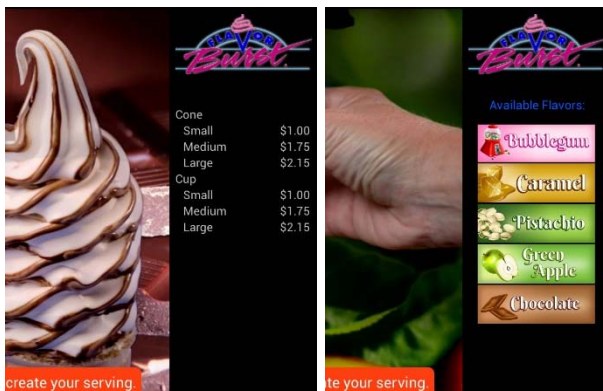 FLAVOR
Burst.
Cone
Small $1.00
Medium $1.75
Large $2.15
Cup
Small $1.00
Medium $1.75
Large $2.15
create your serving.
FLAVOR
Burst.
Available Flavors:
Bubblegum
Caramel
Pistachio
Green
Apple
Chocolate
te your serving.